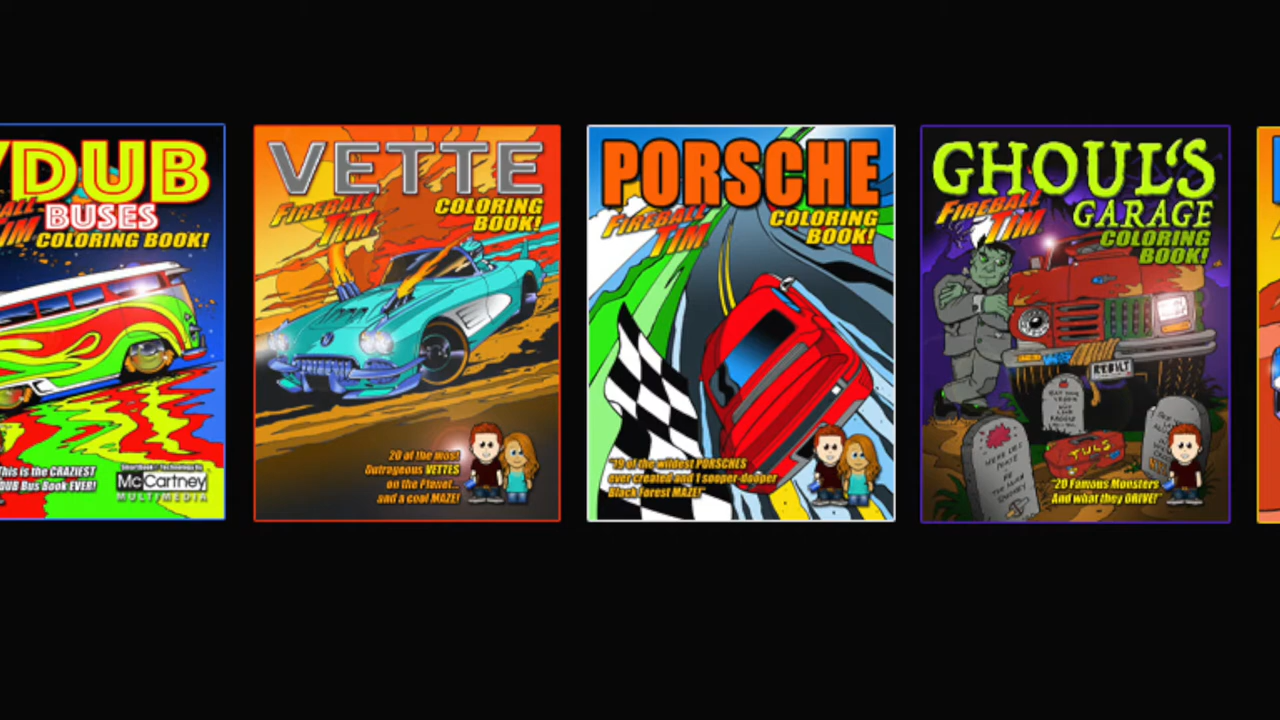 DUB
BUSES
COLORING BOOK!
This is the CRAZIEST
DUB Bus Book EVER!
McCartney
MULTIMEDIA
VETTE
FIREBALL
TIM
COLORING
BOOK!
20 of the most
Outrageous VETTES
on the Planet...
and a cool MAZE!
PORSCHE
FIREBALL
TIM
COLORING
BOOK!
"19 of the wildest PORSCHES
ever created and 1 sooper-dooper
Black Forest MAZE!"
GHOUL'S
GARAGE
FIREBALL
TIM
COLORING
BOOK!
REBILT
TULS
"20 Famous Monsters
And what they DRIVE!"